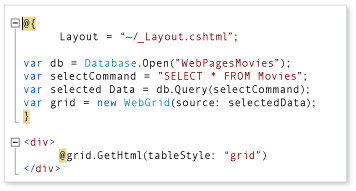 @{
Layout = “~/_Layout.cshtml”;
var db = Database.Open("WebPagesMovies");
var selectCommand = "SELECT * FROM Movies";
var selected Data = db.Query(selectCommand);
var grid = new WebGrid(source: selectedData);
}
<div>
@grid.GetHtml(tableStyle: “grid”)
</div>